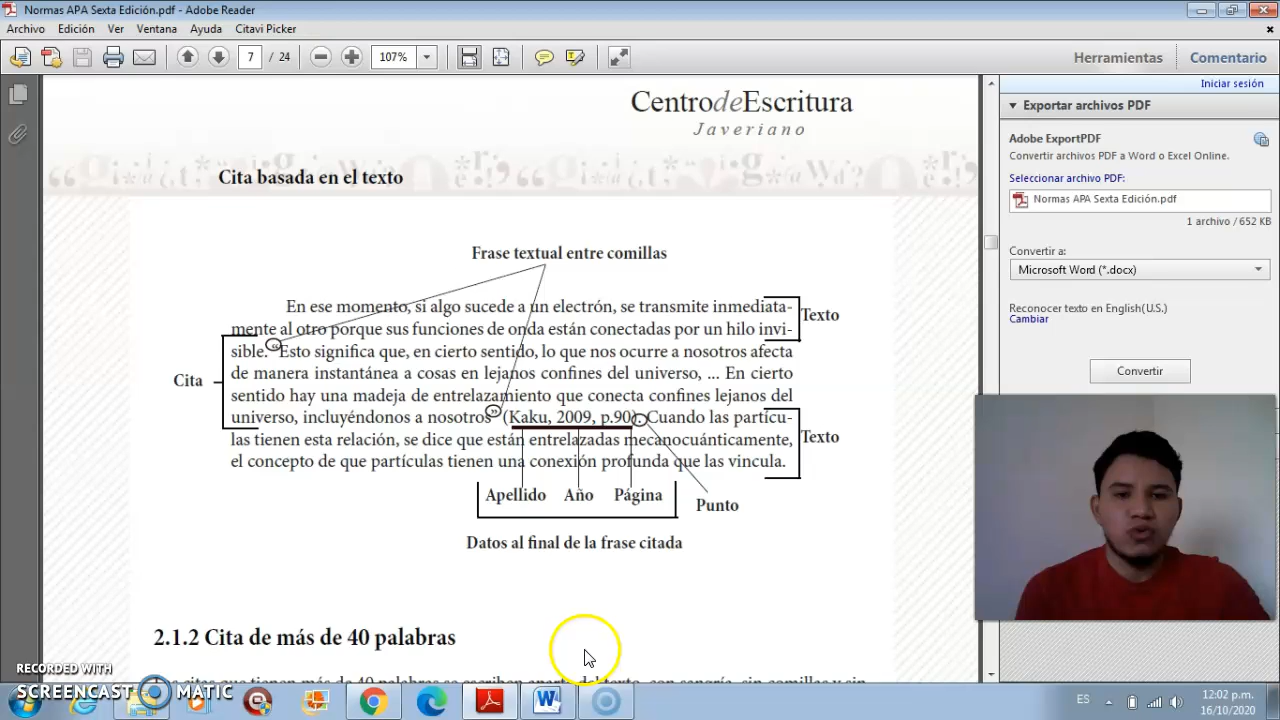 Normas APA Sexta Edición.pdf - Adobe Reader
Archivo Edición Ver Ventana Ayuda Citavi Picker
7 / 24 107% Herramientas Comentario
Iniciar sesión
CentrodeEscritura
Javeriano
Cita basada en el texto
Frase textual entre comillas
En ese momento, si algo sucede a un electrón, se transmite inmediata-
mente al otro porque sus funciones de onda están conectadas por un hilo invi-
sible. “Esto significa que, en cierto sentido, lo que nos ocurre a nosotros afecta
de manera instantánea a cosas en lejanos confines del universo, ... En cierto
sentido hay una madeja de entrelazamiento que conecta confines lejanos del
universo, incluyéndonos a nosotros” (Kaku, 2009, p.90). Cuando las partícu-
las tienen esta relación, se dice que están entrelazadas mecanocuánticamente,
el concepto de que partículas tienen una conexión profunda que las vincula.
Texto
Cita
Texto
Apellido Año Página Punto
Datos al final de la frase citada
2.1.2 Cita de más de 40 palabras
Exportar archivos PDF
Adobe ExportPDF
Convertir archivos PDF a Word o Excel Online.
Seleccionar archivo PDF:
Normas APA Sexta Edición.pdf
1 archivo / 652 KB
Convertir a:
Microsoft Word (*.docx)
Reconocer texto en English(U.S.)
Cambiar
Convertir
RECORDED WITH
SCREENCAST MATIC
ES 12:02 p.m.
16/10/2020